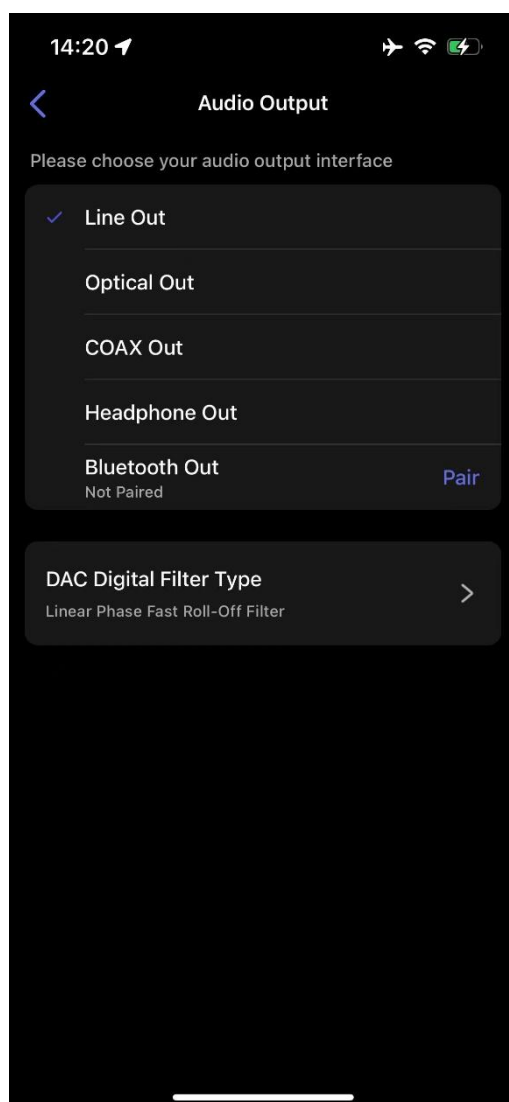 14:20
Audio Output
Please choose your audio output interface
Line Out
Optical Out
COAX Out
Headphone Out
Bluetooth Out
Not Paired
Pair
DAC Digital Filter Type
Linear Phase Fast Roll-Off Filter